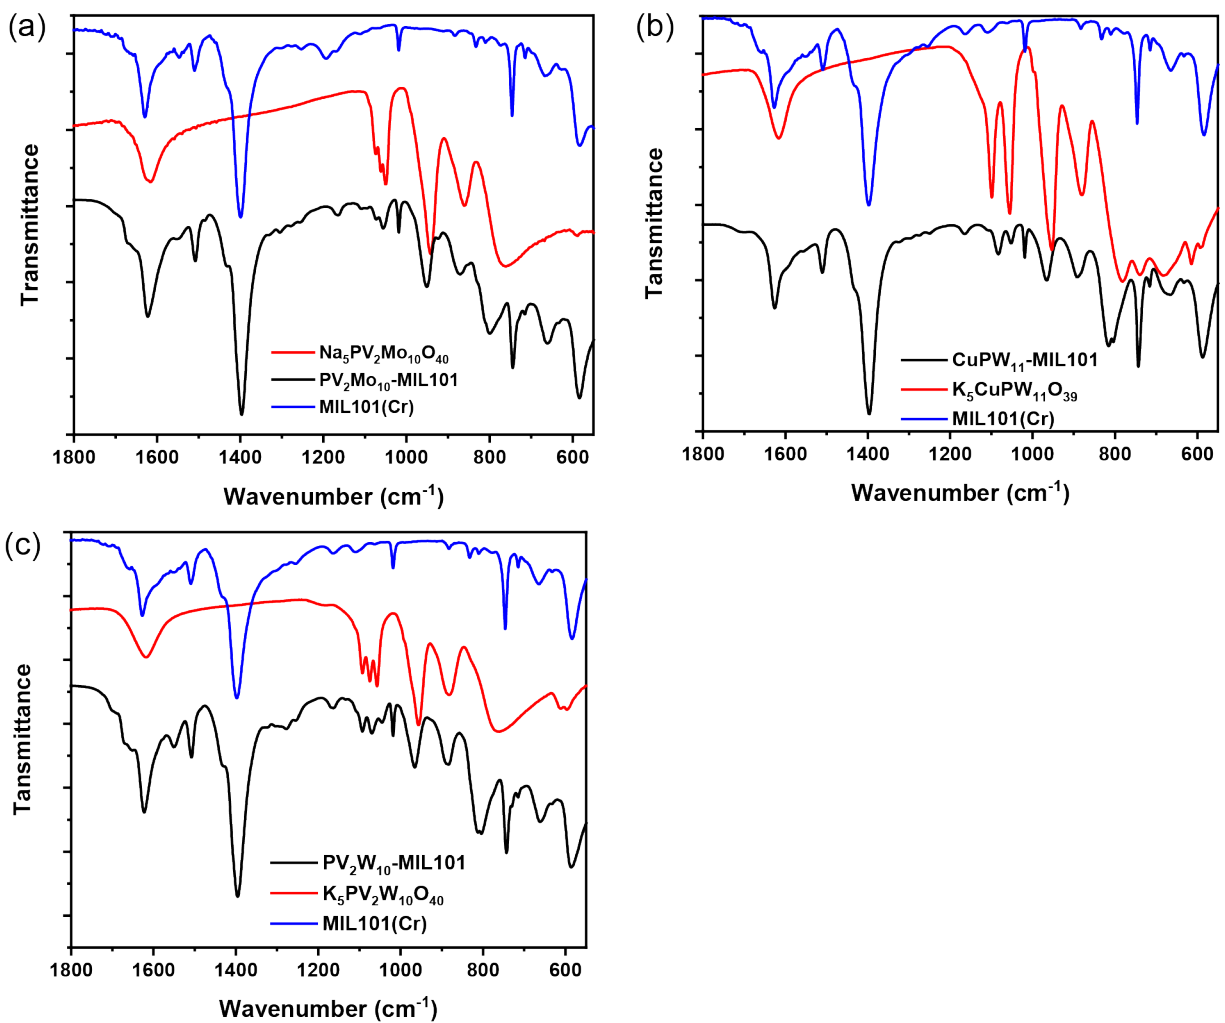 (a)
Transmittance
Na₅PV₂Mo₁₀O₄₀
PV₂Mo₁₀-MIL101
MIL101(Cr)
1800 1600 1400 1200 1000 800 600
Wavenumber (cm⁻¹)
(b)
Tansmittance
CuPW₁₁-MIL101
K₅CuPW₁₁O₃₉
MIL101(Cr)
1800 1600 1400 1200 1000 800 600
Wavenumber (cm⁻¹)
(c)
Tansmittance
PV₂W₁₀-MIL101
K₅PV₂W₁₀O₄₀
MIL101(Cr)
1800 1600 1400 1200 1000 800 600
Wavenumber (cm⁻¹)